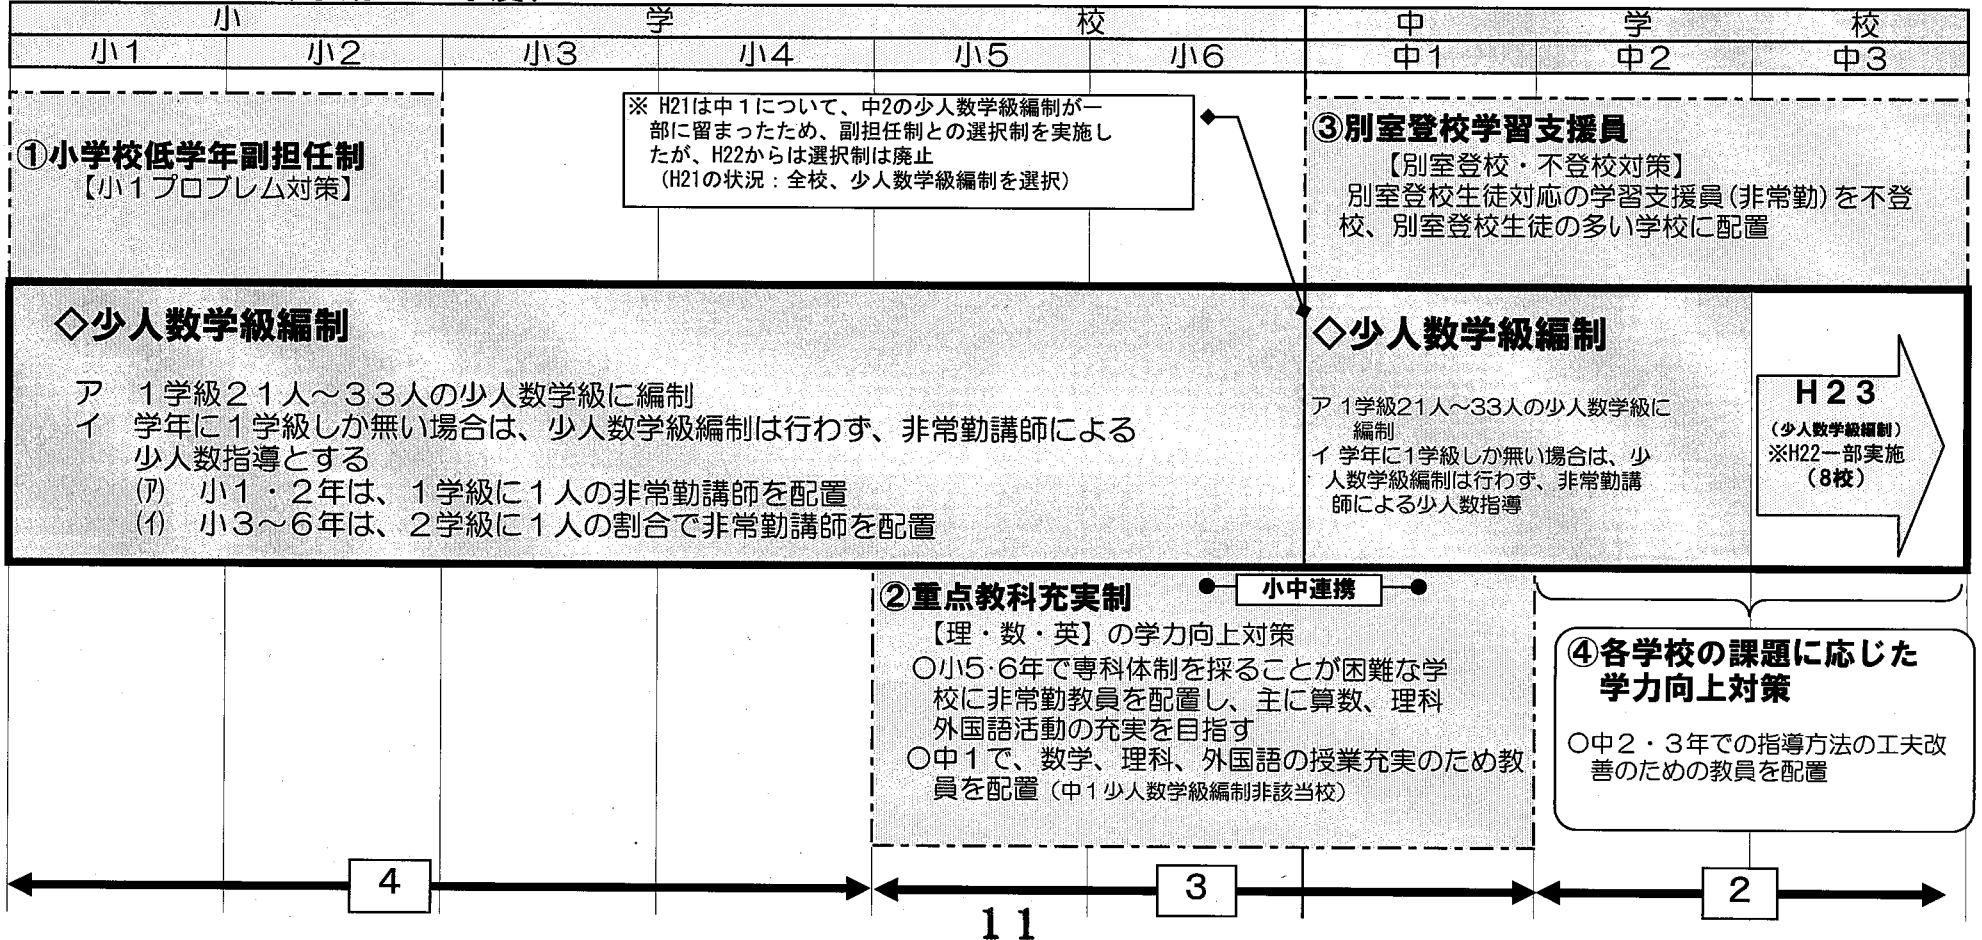 小 学 校 中 学 校
小1 小2 小3 小4 小5 小6 中1 中2 中3
①小学校低学年副担任制
【小1プロブレム対策】
※ H21は中1について、中2の少人数学級編制が一
部に留まったため、副担任制との選択制を実施し
たが、H22からは選択制は廃止
(H21の状況:全校、少人数学級編制を選択)
③別室登校学習支援員
【別室登校・不登校対策】
別室登校生徒対応の学習支援員(非常勤)を不登
校、別室登校生徒の多い学校に配置
◇少人数学級編制
ア 1学級21人~33人の少人数学級に編制
イ 学年に1学級しか無い場合は、少人数学級編制は行わず、非常勤講師による
少人数指導とする
(ア) 小1・2年は、1学級に1人の非常勤講師を配置
(イ) 小3~6年は、2学級に1人の割合で非常勤講師を配置
◇少人数学級編制
ア 1学級21人~33人の少人数学級に
編制
イ 学年に1学級しか無い場合は、少
人数学級編制は行わず、非常勤講
師による少人数指導
H23
(少人数学級編制)
※H22一部実施
(8校)
②重点教科充実制
小中連携
【理・数・英】の学力向上対策
○小5・6年で専科体制を採ることが困難な学
校に非常勤教員を配置し、主に算数、理科
外国語活動の充実を目指す
○中1で、数学、理科、外国語の授業充実のため教
員を配置(中1少人数学級編制非該当校)
④各学校の課題に応じた
学力向上対策
○中2・3年での指導方法の工夫改
善のための教員を配置
4
3
2
11